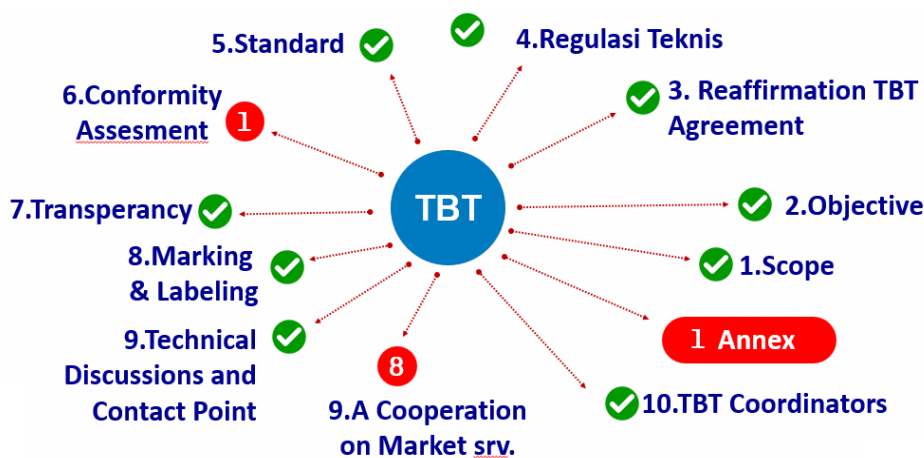 5.Standard
4.Regulasi Teknis
6.Conformity
Assesment 1
3. Reaffirmation TBT
Agreement
TBT
7.Transperancy
2.Objective
8.Marking
& Labeling
1.Scope
9.Technical
Discussions and
Contact Point
1 Annex
8
9.A Cooperation
on Market srv.
10.TBT Coordinators